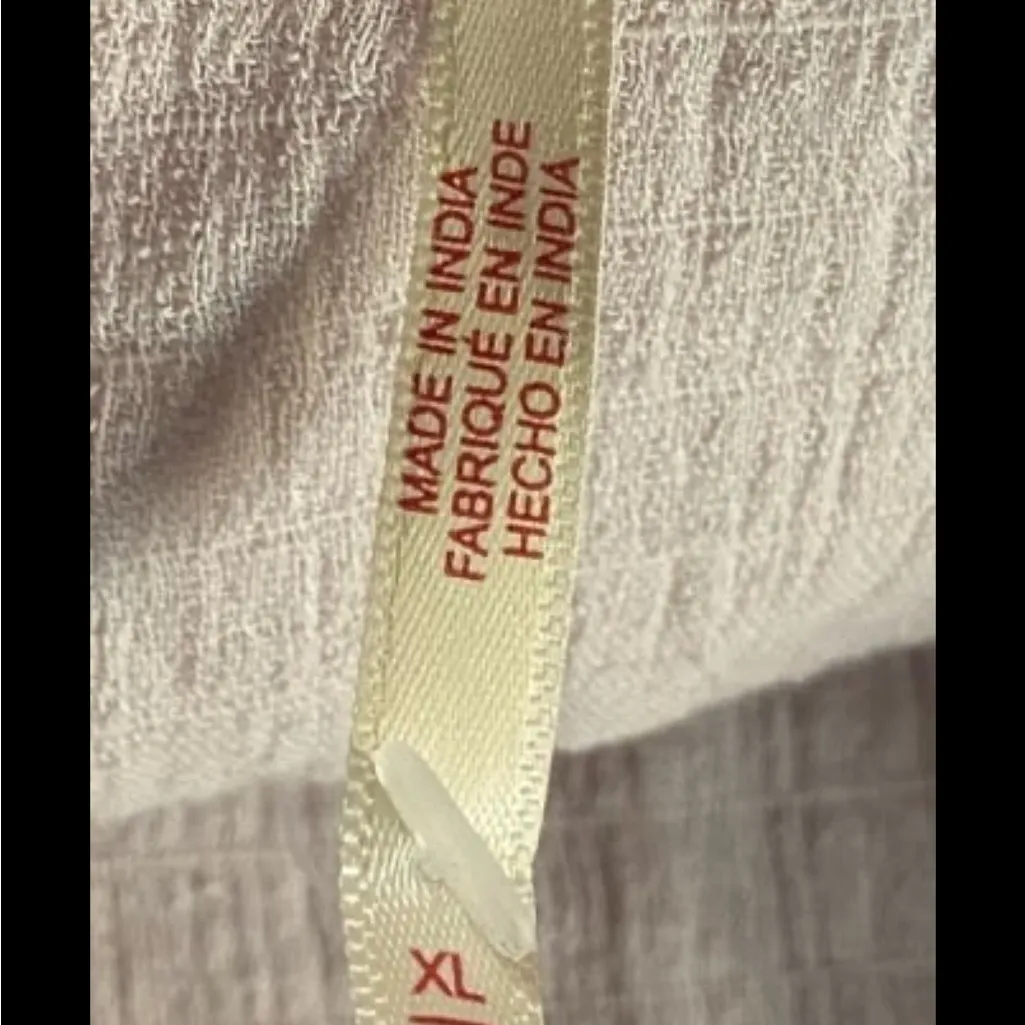 MADE IN INDIA
FABRIQUÉ EN INDE
HECHO EN INDIA
XL